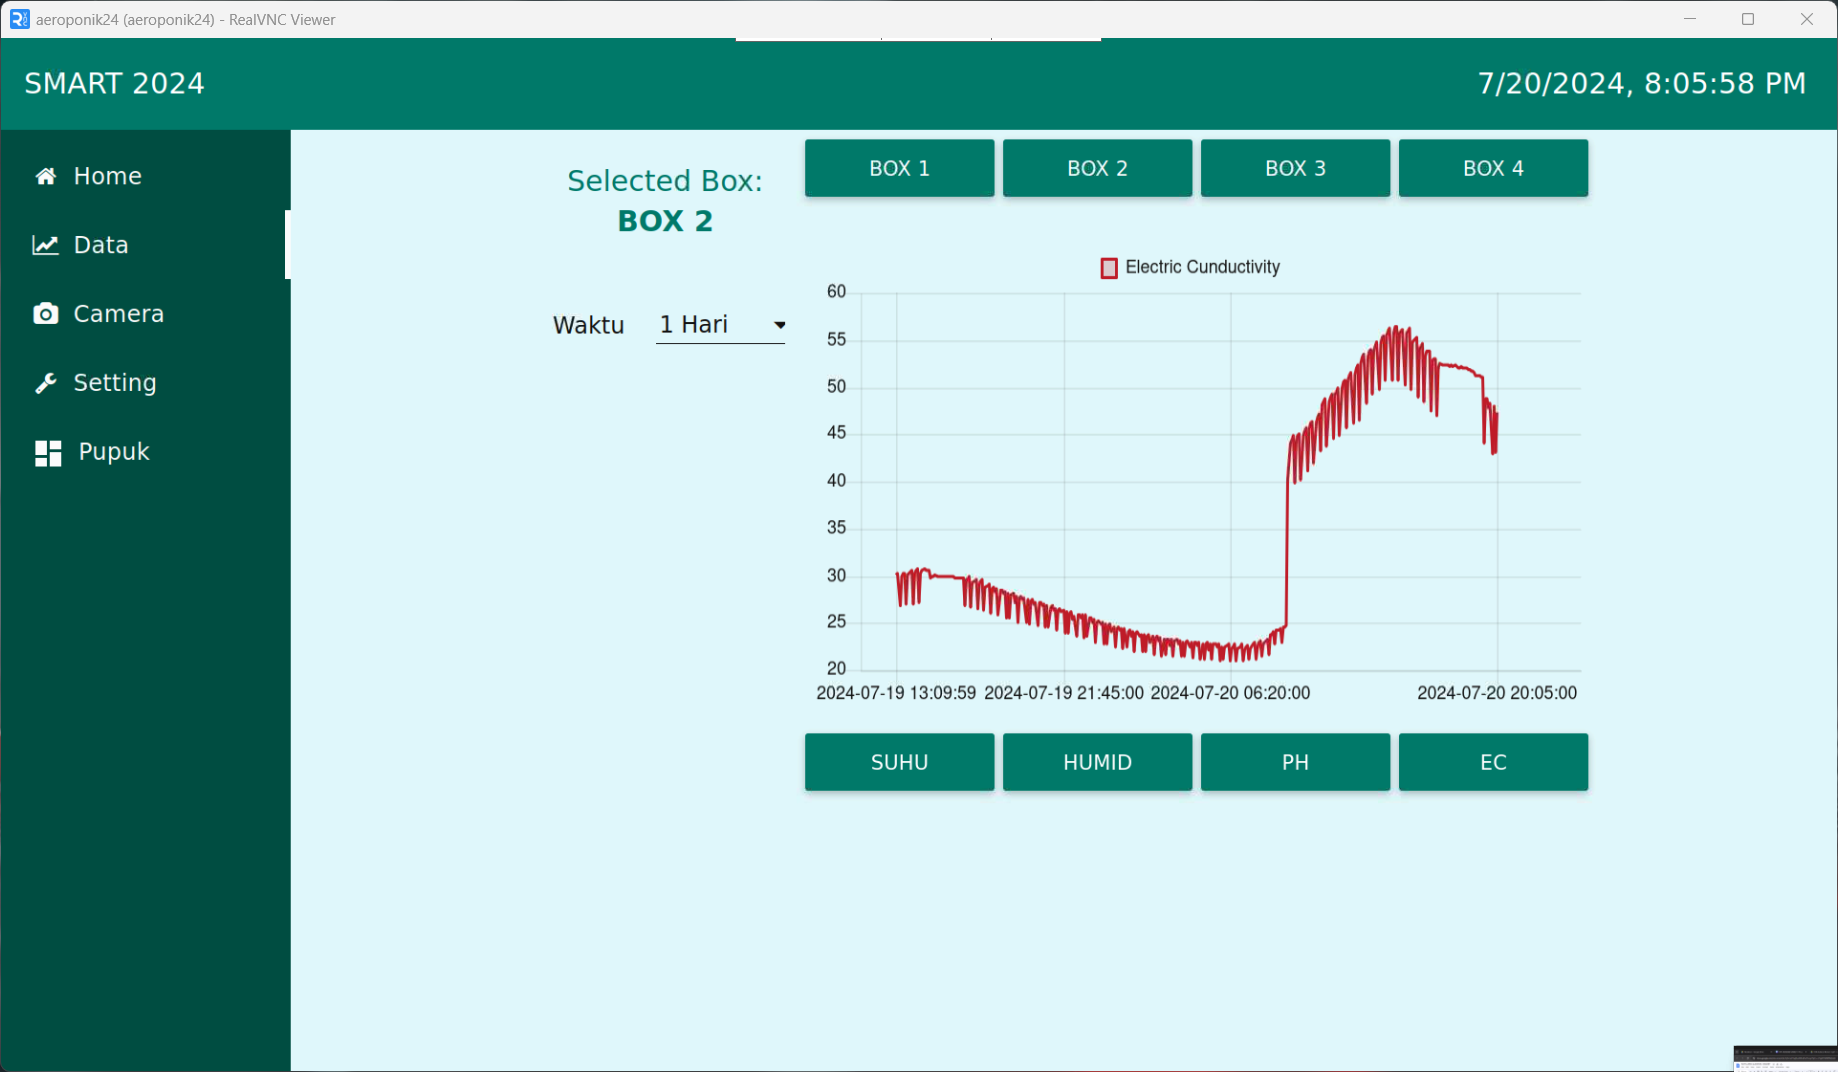 aeroponik24 (aeroponik24) - RealVNC Viewer
SMART 2024
7/20/2024, 8:05:58 PM
Home
Data
Camera
Setting
Pupuk
Selected Box:
BOX 2
Waktu
1 Hari
BOX 1
BOX 2
BOX 3
BOX 4
Electric Cunductivity
60
55
50
45
40
35
30
25
20
2024-07-19 13:09:59
2024-07-19 21:45:00
2024-07-20 06:20:00
2024-07-20 20:05:00
SUHU
HUMID
PH
EC